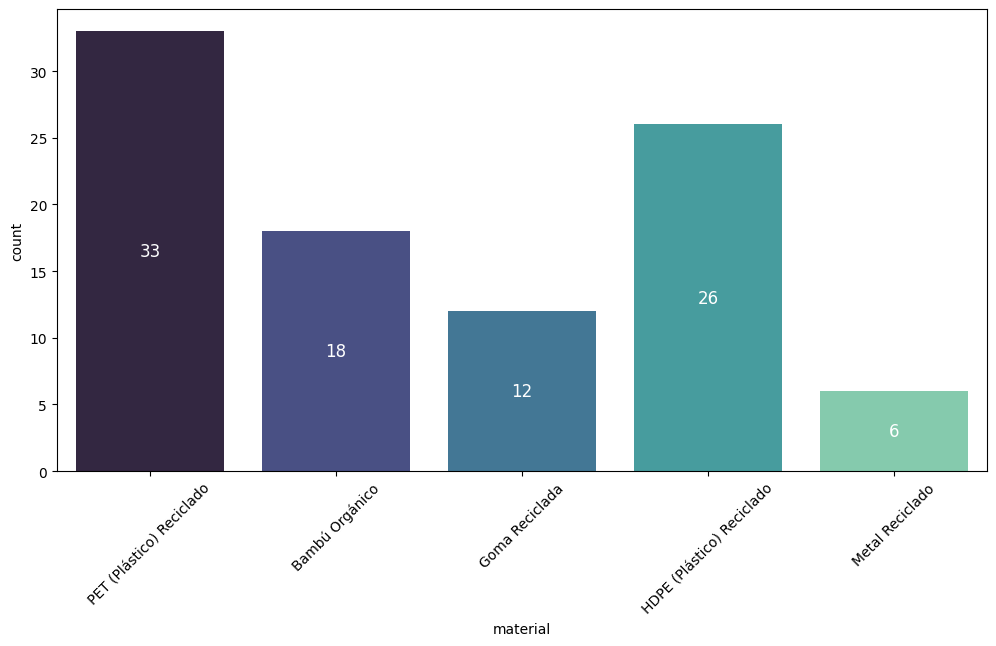 count
30
25
20
15
10
5
0
33
18
12
26
6
PET (Plástico) Reciclado
Bambú Orgánico
Goma Reciclada
HDPE (Plástico) Reciclado
Metal Reciclado
material